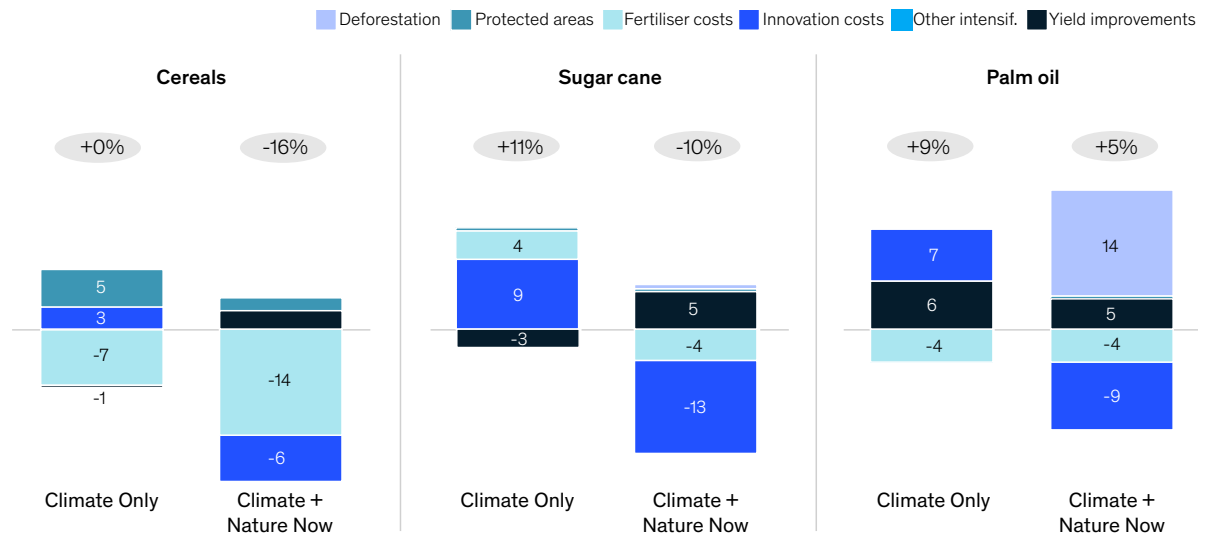 Deforestation Protected areas Fertiliser costs Innovation costs Other intensif. Yield improvements
Cereals
+0% -16%
5
3
-7
-1
-14
-6
Climate Only
Climate +
Nature Now
Sugar cane
+11% -10%
4
9
-3
5
-4
-13
Climate Only
Climate +
Nature Now
Palm oil
+9% +5%
7
6
-4
14
5
-4
-9
Climate Only
Climate +
Nature Now